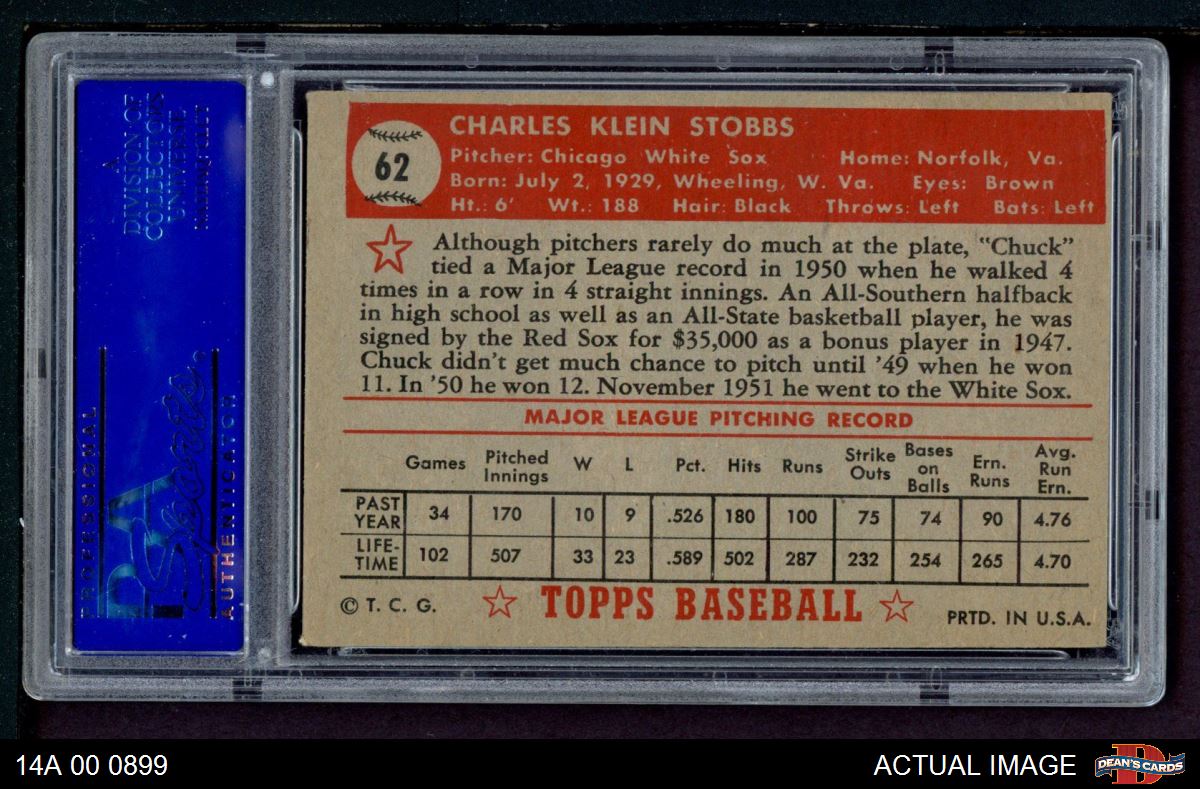 A
DIVISION OF
COLLECTORS
UNIVERSE
PROFESSIONAL
PSA
Sports
AUTHENTICATOR
62
CHARLES KLEIN STOBBS
Pitcher: Chicago White Sox Home: Norfolk, Va.
Born: July 2, 1929, Wheeling, W. Va. Eyes: Brown
Ht.: 6' Wt.: 188 Hair: Black Throws: Left Bats: Left
Although pitchers rarely do much at the plate, "Chuck"
tied a Major League record in 1950 when he walked 4
times in a row in 4 straight innings. An All-Southern halfback
in high school as well as an All-State basketball player, he was
signed by the Red Sox for $35,000 as a bonus player in 1947.
Chuck didn't get much chance to pitch until '49 when he won
11. In '50 he won 12. November 1951 he went to the White Sox.
MAJOR LEAGUE PITCHING RECORD
Games Pitched Innings W L Pct. Hits Runs Strike Outs Bases on Balls Ern. Runs Avg. Run Ern.
PAST YEAR 34 170 10 9 .526 180 100 75 74 90 4.76
LIFE-TIME 102 507 33 23 .589 502 287 232 254 265 4.70
© T. C. G. TOPPS BASEBALL PRTD. IN U.S.A.
14A 00 0899 ACTUAL IMAGE DEAN'S CARDS